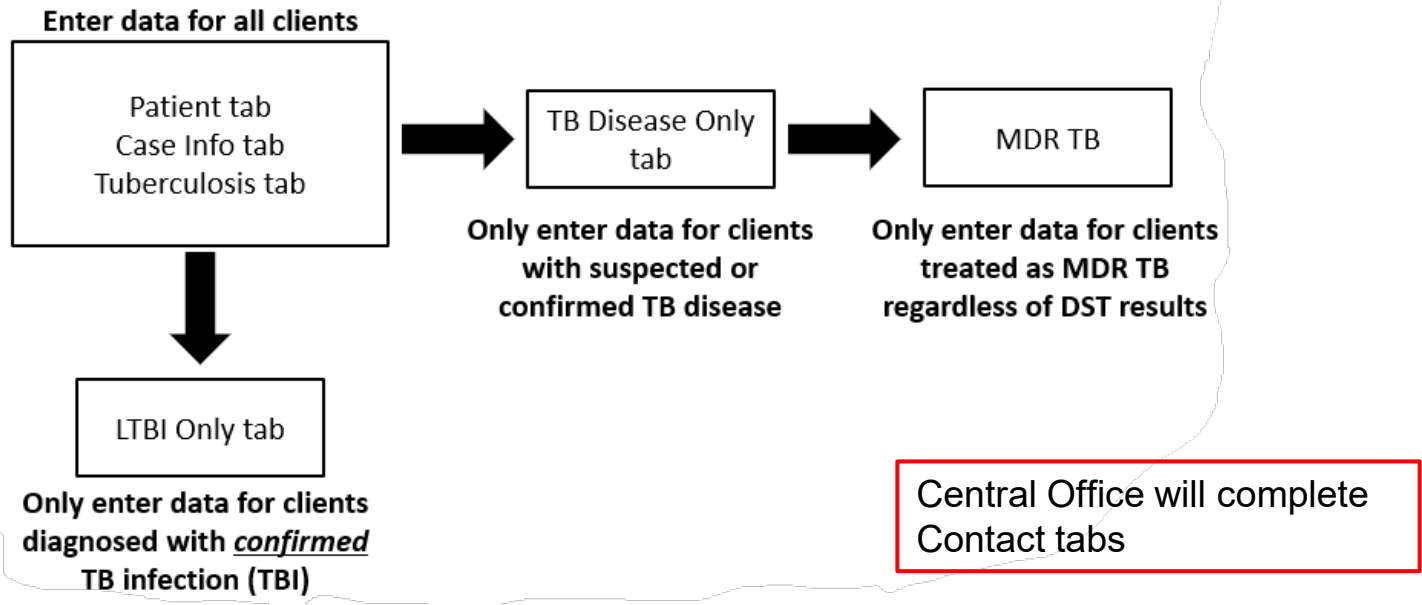 Enter data for all clients
Patient tab
Case Info tab
Tuberculosis tab
TB Disease Only
tab
MDR TB
Only enter data for clients
with suspected or
confirmed TB disease
Only enter data for clients
treated as MDR TB
regardless of DST results
LTBI Only tab
Only enter data for clients
diagnosed with confirmed
TB infection (TBI)
Central Office will complete
Contact tabs